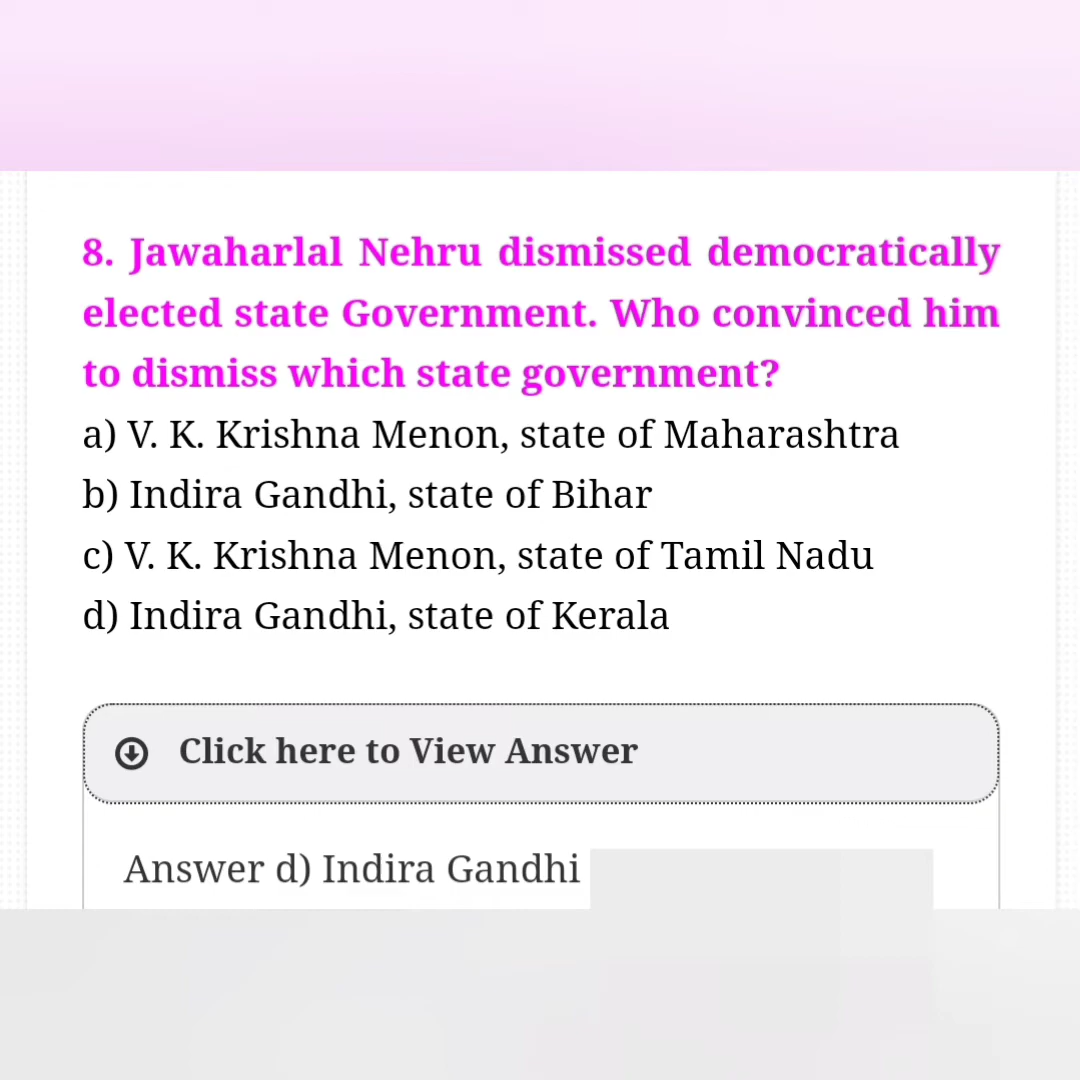 8. Jawaharlal Nehru dismissed democratically
elected state Government. Who convinced him
to dismiss which state government?
a) V. K. Krishna Menon, state of Maharashtra
b) Indira Gandhi, state of Bihar
c) V. K. Krishna Menon, state of Tamil Nadu
d) Indira Gandhi, state of Kerala
Click here to View Answer
Answer d) Indira Gandhi